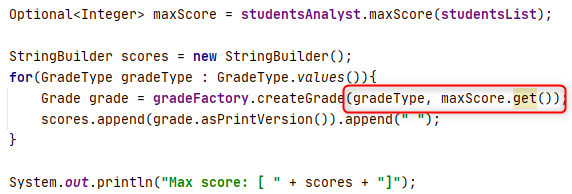 Optional<Integer> maxScore = studentsAnalyst.maxScore(studentsList);
StringBuilder scores = new StringBuilder();
for(GradeType gradeType : GradeType.values()){
Grade grade = gradeFactory.createGrade(gradeType, maxScore.get());
scores.append(grade.asPrintVersion()).append(" ");
}
System.out.println("Max score: [ " + scores + "]");